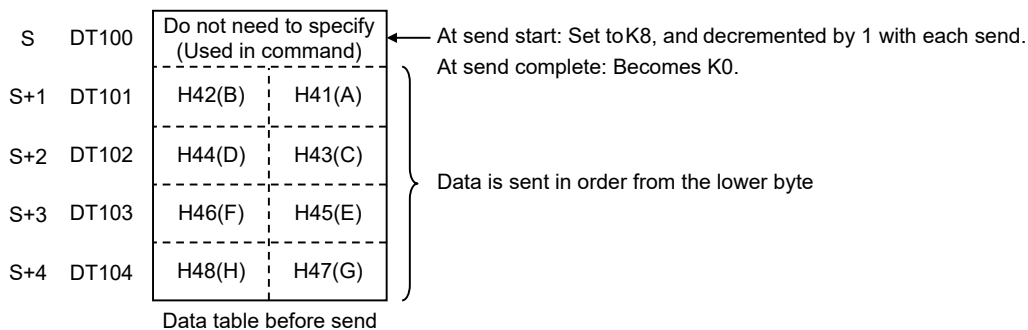 S DT100 Do not need to specify
(Used in command)
At send start: Set toK8, and decremented by 1 with each send.
At send complete: Becomes K0.
S+1 DT101 H42(B) H41(A)
S+2 DT102 H44(D) H43(C)
Data is sent in order from the lower byte
S+3 DT103 H46(F) H45(E)
S+4 DT104 H48(H) H47(G)
Data table before send